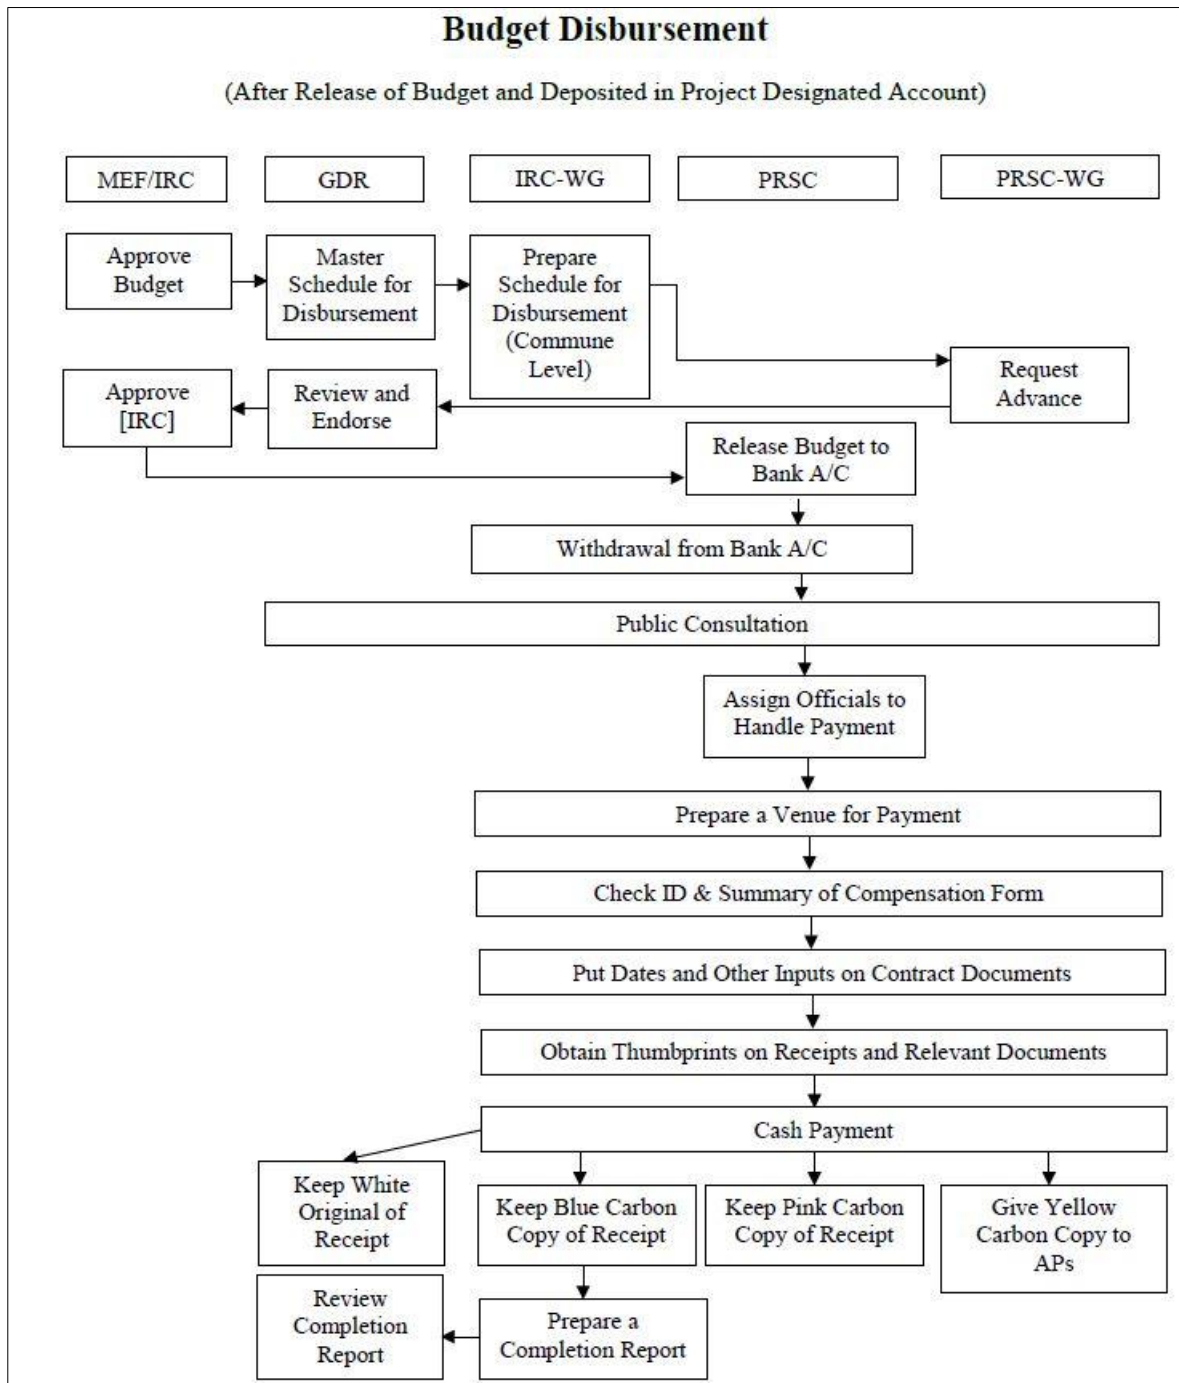 Budget Disbursement
(After Release of Budget and Deposited in Project Designated Account)
MEF/IRC
GDR
IRC-WG
PRSC
PRSC-WG
Approve
Budget
Master
Schedule for
Disbursement
Prepare
Schedule for
Disbursement
(Commune
Level)
Request
Advance
Review and
Endorse
Approve
[IRC]
Release Budget to
Bank A/C
Withdrawal from Bank A/C
Public Consultation
Assign Officials to
Handle Payment
Prepare a Venue for Payment
Check ID & Summary of Compensation Form
Put Dates and Other Inputs on Contract Documents
Obtain Thumbprints on Receipts and Relevant Documents
Cash Payment
Keep White
Original of
Receipt
Keep Blue Carbon
Copy of Receipt
Keep Pink Carbon
Copy of Receipt
Give Yellow
Carbon Copy to
APs
Review
Completion
Report
Prepare a
Completion Report